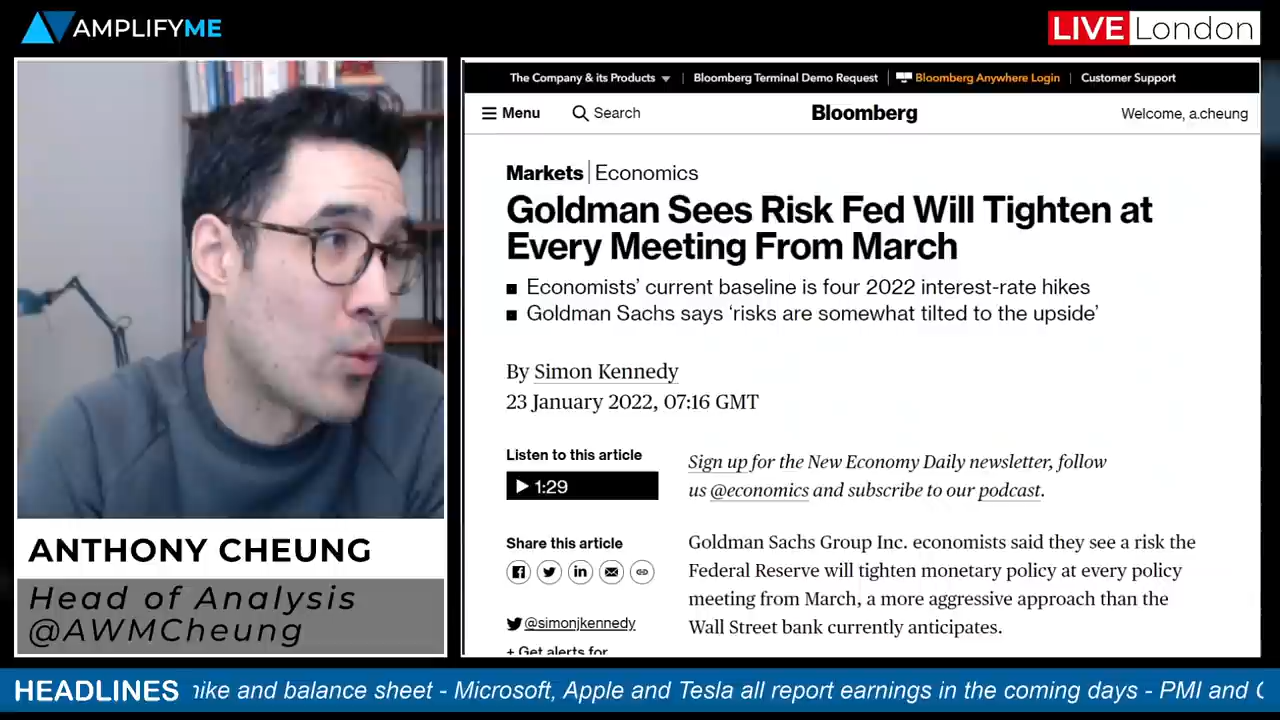 AMPLIFYME
LIVE London
The Company & its Products
Bloomberg Terminal Demo Request
Bloomberg Anywhere Login
Customer Support
Menu
Search
Bloomberg
Welcome, a.cheung
Markets | Economics
Goldman Sees Risk Fed Will Tighten at
Every Meeting From March
Economists’ current baseline is four 2022 interest-rate hikes
Goldman Sachs says ‘risks are somewhat tilted to the upside’
By Simon Kennedy
23 January 2022, 07:16 GMT
Listen to this article
1:29
Sign up for the New Economy Daily newsletter, follow
us @economics and subscribe to our podcast.
Share this article
Goldman Sachs Group Inc. economists said they see a risk the
Federal Reserve will tighten monetary policy at every policy
meeting from March, a more aggressive approach than the
Wall Street bank currently anticipates.
@simonjkennedy
+ Get alerts for
ANTHONY CHEUNG
Head of Analysis
@AWMCheung
HEADLINES hike and balance sheet - Microsoft, Apple and Tesla all report earnings in the coming days - PMI and